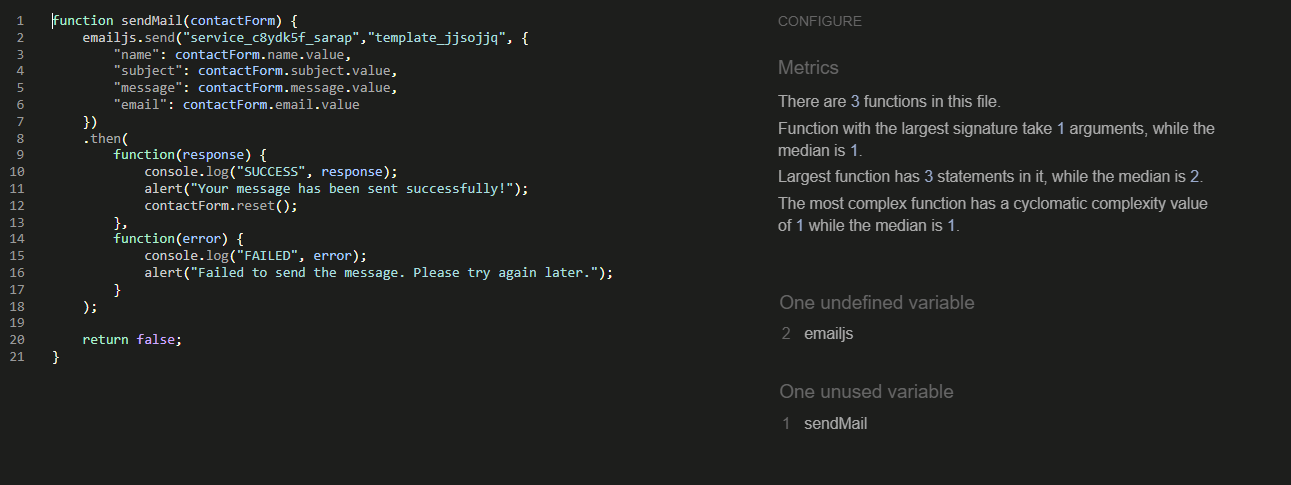 1 function sendMail(contactForm) {
2 emailjs.send("service_c8ydk5f_sarap","template_jjsojjq", {
3 "name": contactForm.name.value,
4 "subject": contactForm.subject.value,
5 "message": contactForm.message.value,
6 "email": contactForm.email.value
7 })
8 .then(
9 function(response) {
10 console.log("SUCCESS", response);
11 alert("Your message has been sent successfully!");
12 contactForm.reset();
13 },
14 function(error) {
15 console.log("FAILED", error);
16 alert("Failed to send the message. Please try again later.");
17 }
18 );
19
20 return false;
21 }
CONFIGURE
Metrics
There are 3 functions in this file.
Function with the largest signature take 1 arguments, while the
median is 1.
Largest function has 3 statements in it, while the median is 2.
The most complex function has a cyclomatic complexity value
of 1 while the median is 1.
One undefined variable
2 emailjs
One unused variable
1 sendMail